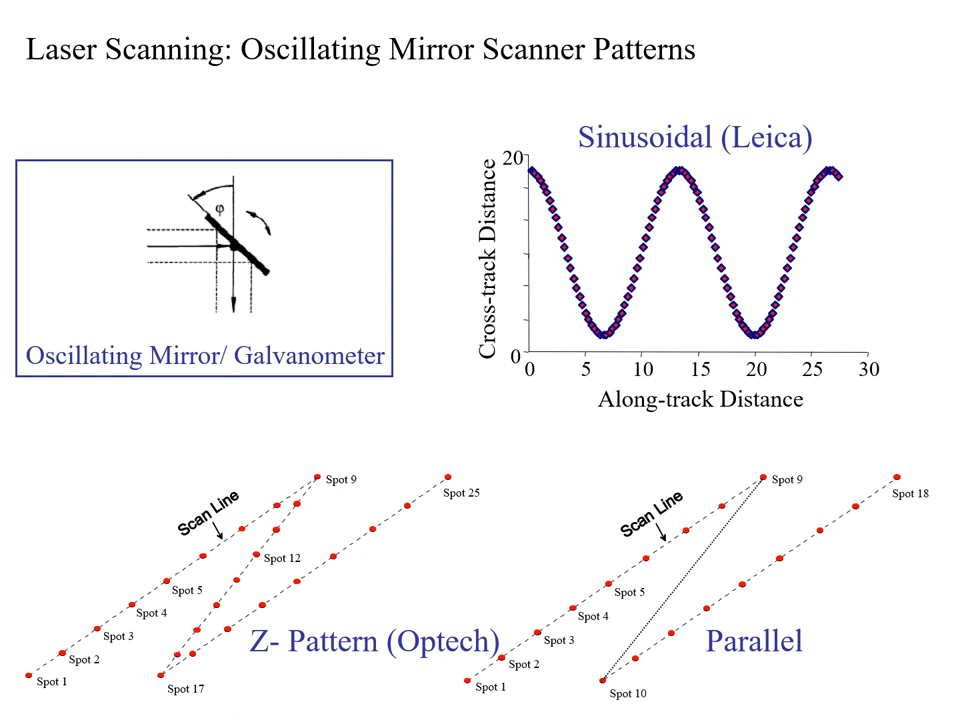 Laser Scanning: Oscillating Mirror Scanner Patterns
φ
Oscillating Mirror/ Galvanometer
Sinusoidal (Leica)
Cross-track Distance
20
0
0 5 10 15 20 25 30
Along-track Distance
Scan Line
Spot 9
Spot 25
Spot 12
Spot 5
Spot 4
Spot 3
Spot 2
Spot 1
Spot 17
Z- Pattern (Optech)
Scan Line
Spot 9
Spot 18
Spot 5
Spot 4
Spot 3
Spot 2
Spot 1
Spot 10
Parallel